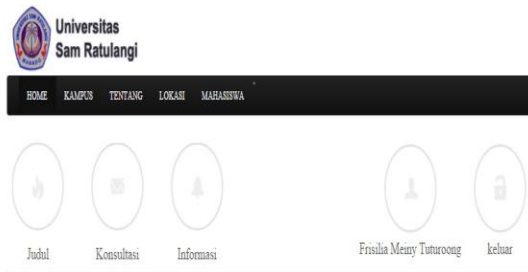 Universitas
Sam Ratulangi
HOME KAMPUS TENTANG LOKASI MAHASISWA
Judul Konsultasi Informasi Frisilia Meiny Tuturoong keluar